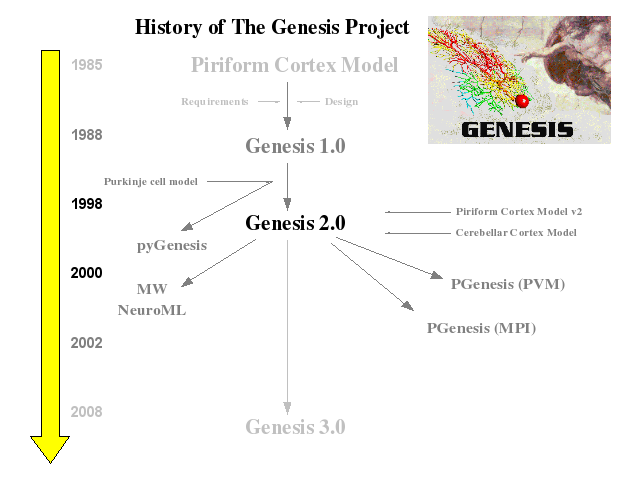 History of The Genesis Project
1985
Piriform Cortex Model
Requirements
Design
GENESIS
1988
Genesis 1.0
Purkinje cell model
1998
Genesis 2.0
Piriform Cortex Model v2
Cerebellar Cortex Model
pyGenesis
2000
MW
NeuroML
PGenesis (PVM)
PGenesis (MPI)
2002
2008
Genesis 3.0